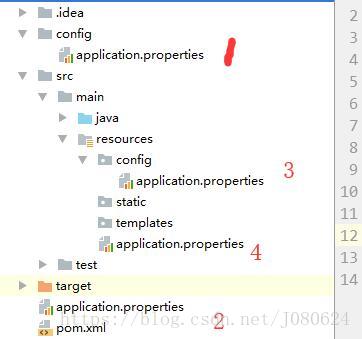 .idea
config
application.properties
1
src
main
java
resources
config
application.properties
3
static
templates
application.properties
4
test
target
application.properties
2
pom.xml
https://blog.csdn.net/J080624
2
3
4
5
6
7
8
9
10
11
12
13
14